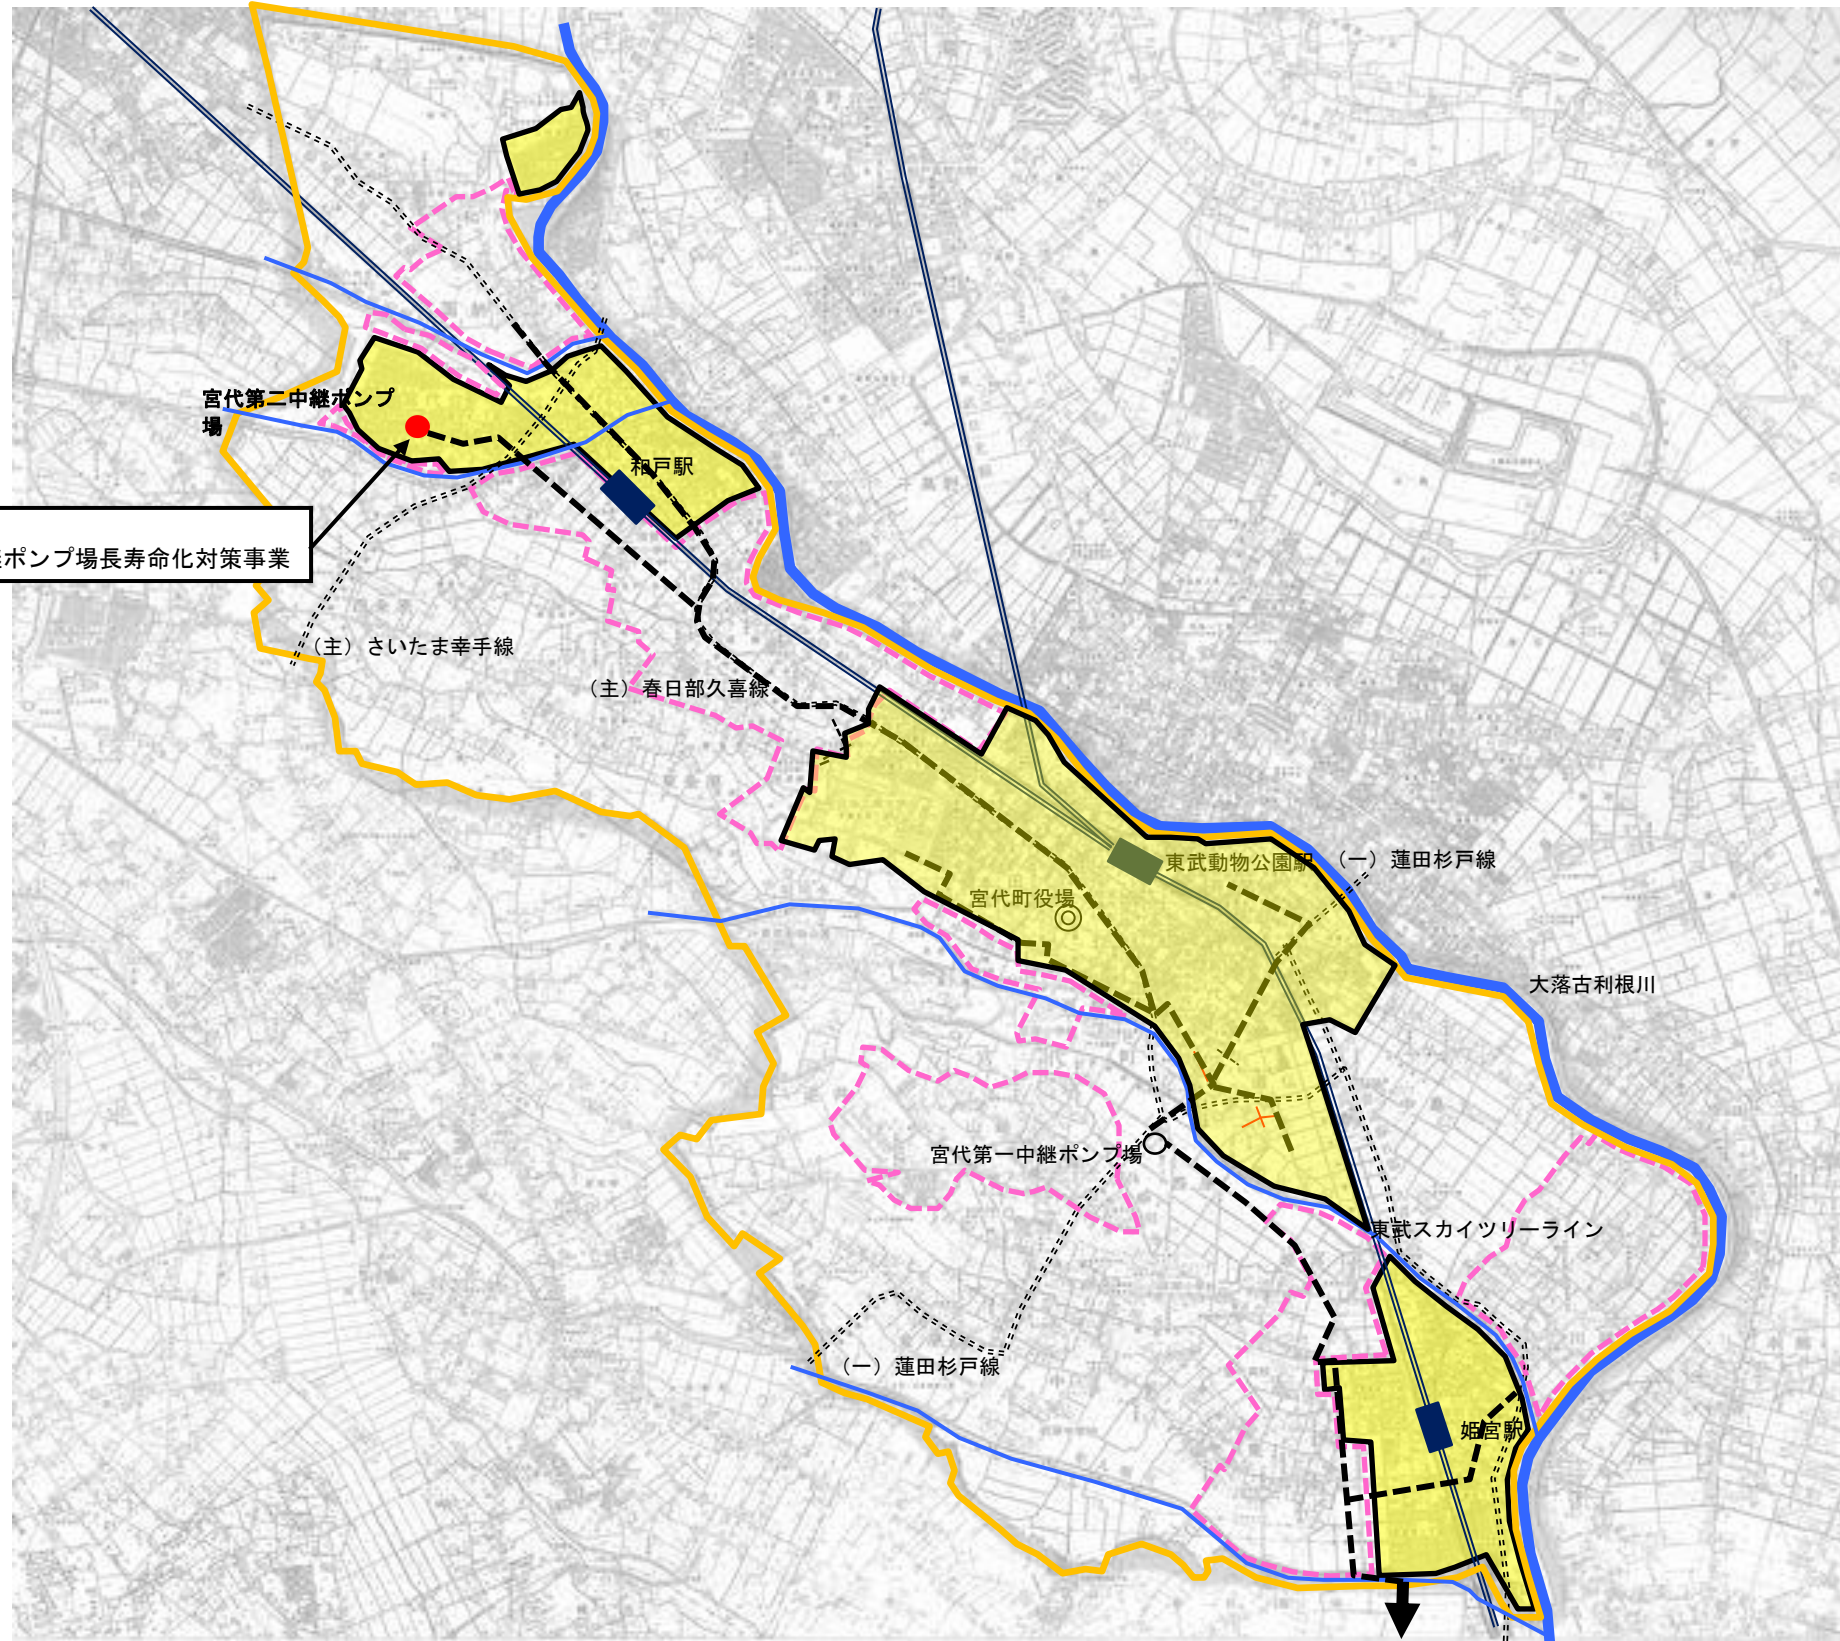 宮代第二中継ポンプ
場
和戸駅
ポンプ場長寿命化対策事業
（主）さいたま幸手線
（主）春日部久喜線
東武動物公園駅
（一）蓮田杉戸線
宮代町役場
大落古利根川
宮代第一中継ポンプ場
東武スカイツリーライン
（一）蓮田杉戸線
姫宮駅